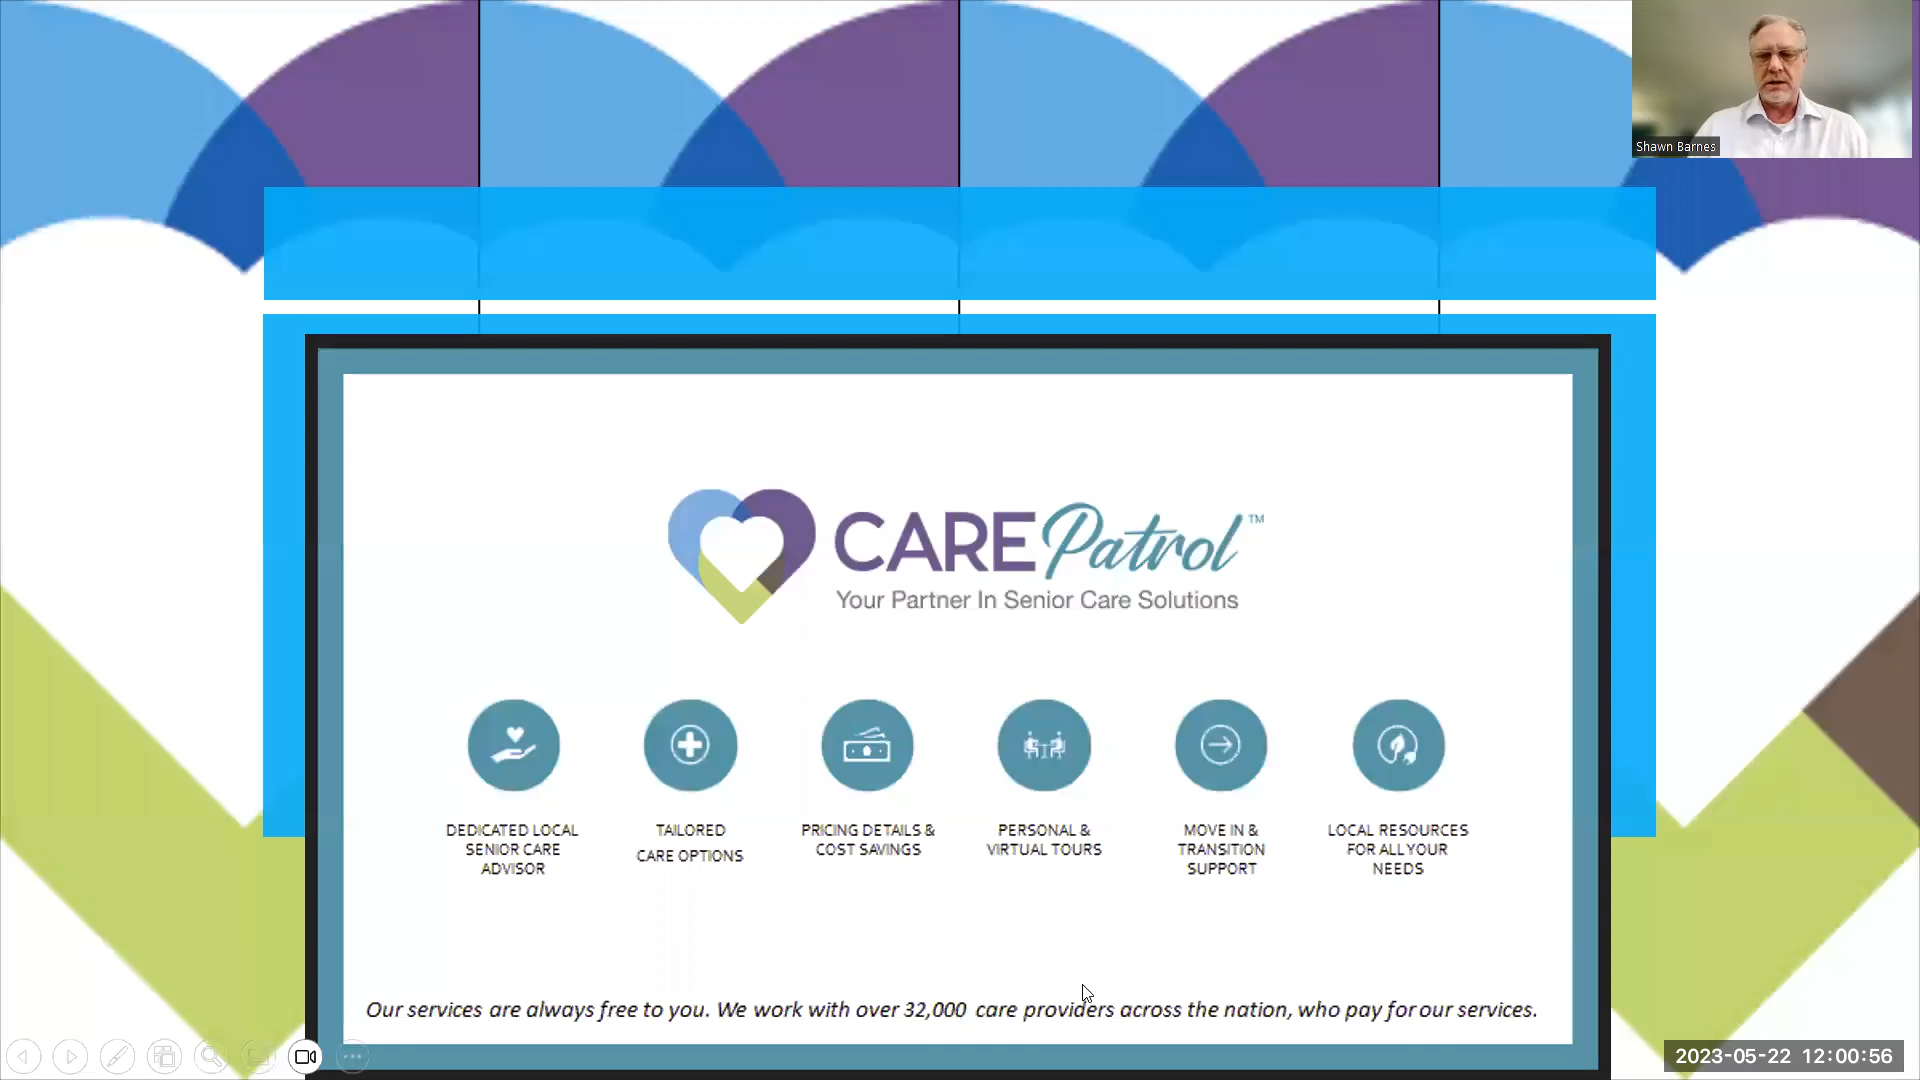 Shawn Barnes
CARE Patrol™
Your Partner In Senior Care Solutions
DEDICATED LOCAL
SENIOR CARE
ADVISOR
TAILORED
CARE OPTIONS
PRICING DETAILS &
COST SAVINGS
PERSONAL &
VIRTUAL TOURS
MOVE IN &
TRANSITION
SUPPORT
LOCAL RESOURCES
FOR ALL YOUR
NEEDS
Our services are always free to you. We work with over 32,000 care providers across the nation, who pay for our services.
2023-05-22 12:00:56